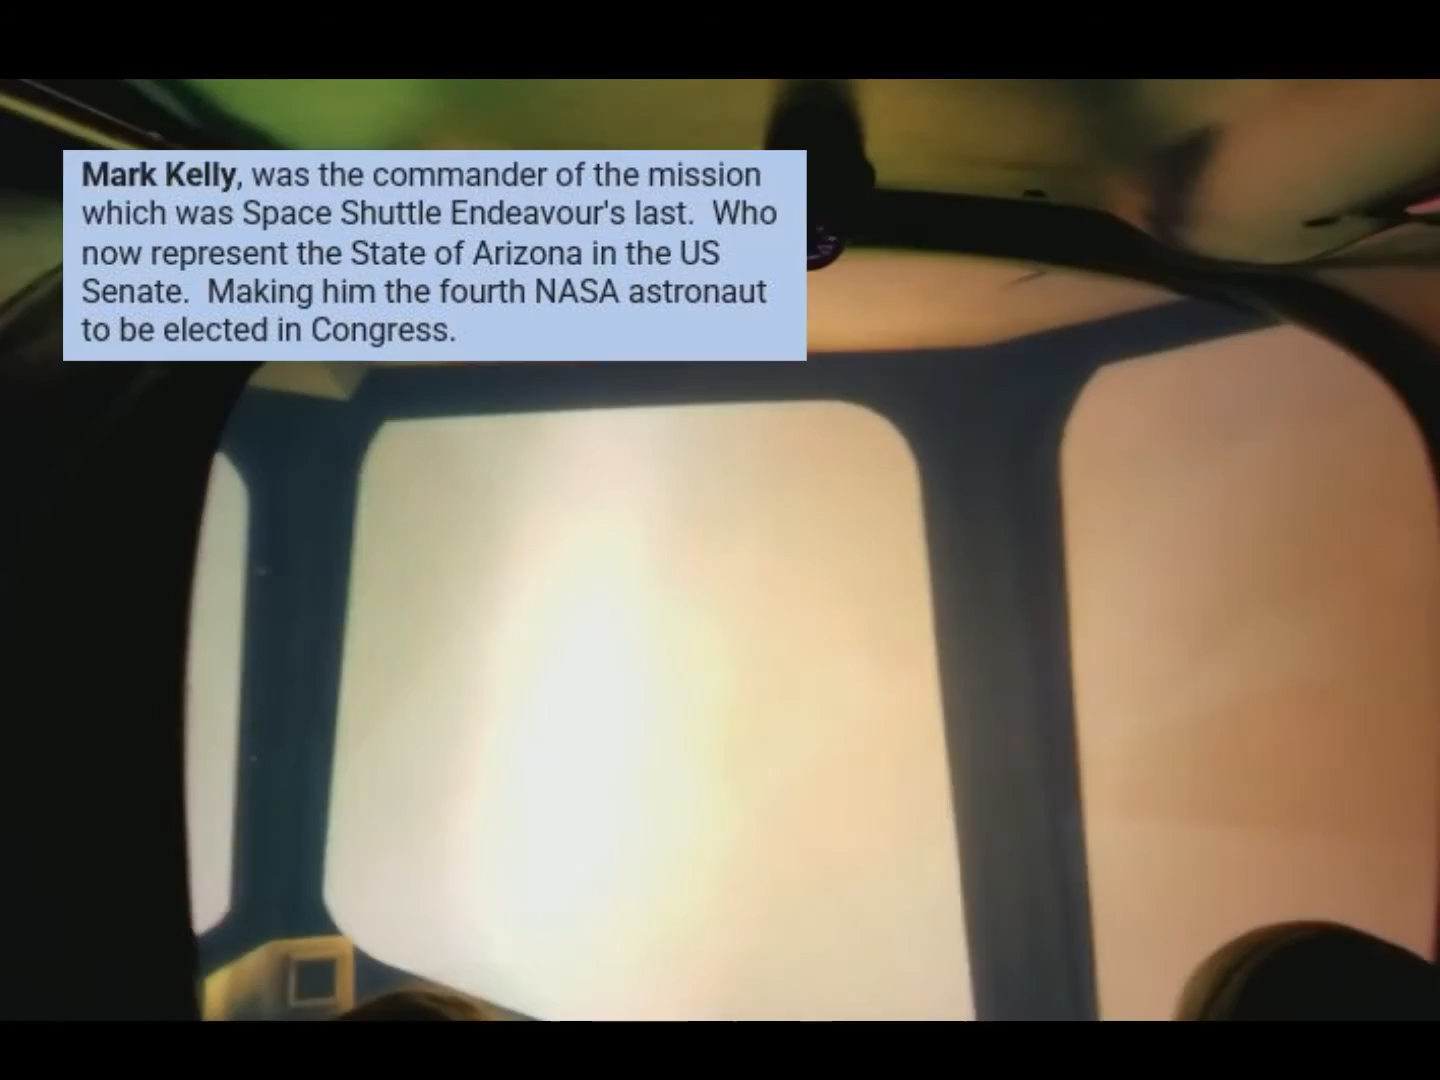 Mark Kelly, was the commander of the mission
which was Space Shuttle Endeavour's last.  Who
now represent the State of Arizona in the US
Senate.  Making him the fourth NASA astronaut
to be elected in Congress.